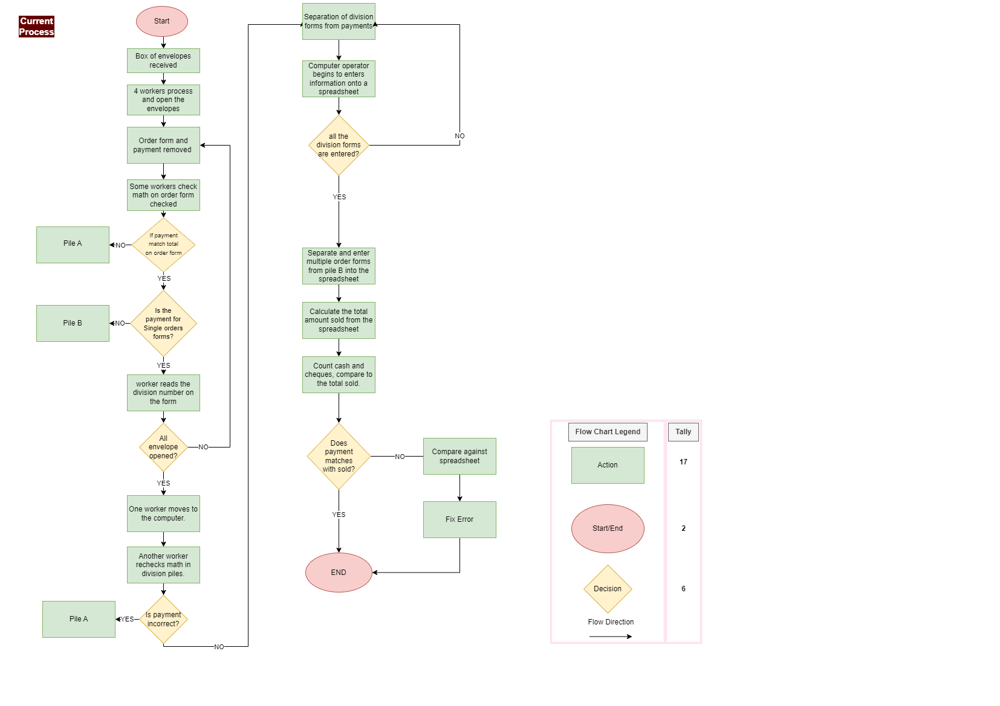 Current
Process
Start
Box of envelopes
received
4 workers process
and open the
envelopes
Order form and
payment removed
Some workers check
math on order form
checked
If payment
match total
on order form
NO
Pile A
YES
Is the
payment for
Single orders
forms?
NO
Pile B
YES
worker reads the
division number on
the form
All
envelope
opened?
NO
YES
One worker moves to
the computer.
Another worker
rechecks math in
division piles.
Is payment
incorrect?
YES
Pile A
NO
Separation of division
forms from payments
Computer operator
begins to enters
information onto a
spreadsheet
all the
division forms
are entered?
NO
YES
Separate and enter
multiple order forms
from pile B into the
spreadsheet
Calculate the total
amount sold from the
spreadsheet
Count cash and
cheques, compare to
the total sold.
Does
payment
matches
with sold?
NO
Compare against
spreadsheet
Fix Error
YES
END
Flow Chart Legend
Tally
Action
17
Start/End
2
Decision
6
Flow Direction